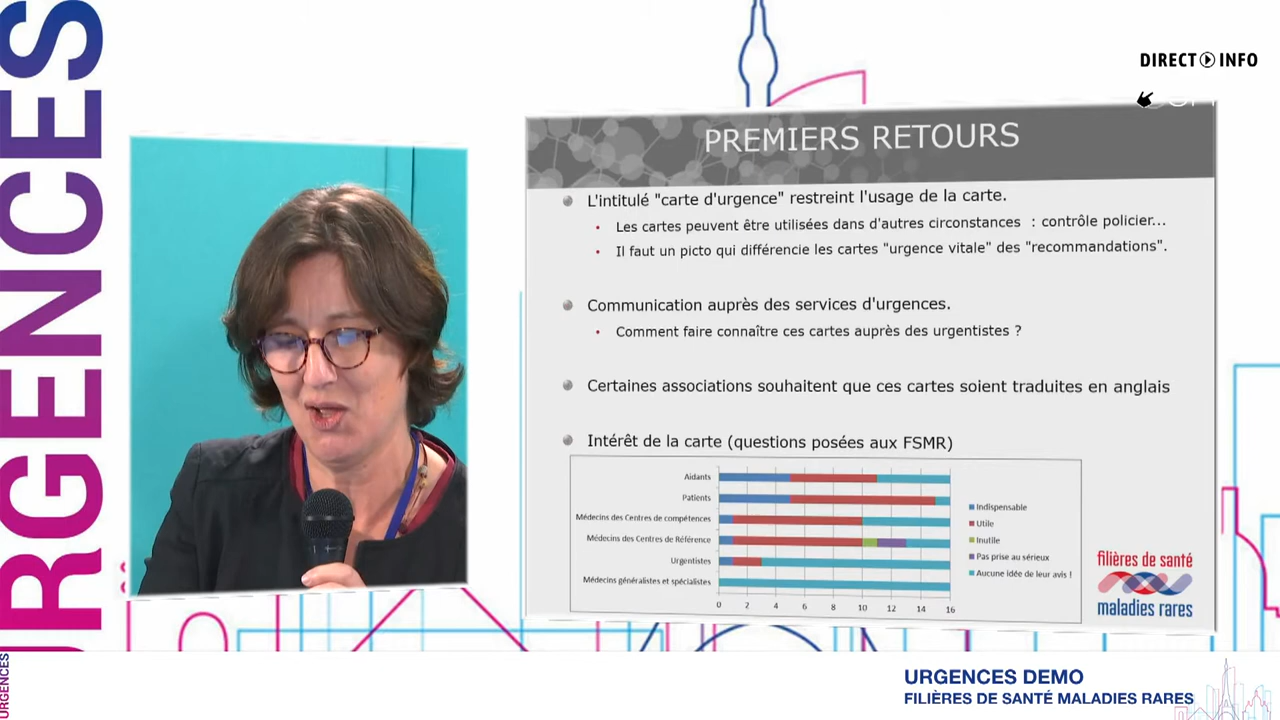 URGENCES
DIRECT INFO
PREMIERS RETOURS
L'intitulé "carte d'urgence" restreint l'usage de la carte.
Les cartes peuvent être utilisées dans d'autres circonstances : contrôle policier...
Il faut un picto qui différencie les cartes "urgence vitale" des "recommandations".
Communication auprès des services d'urgences.
Comment faire connaître ces cartes auprès des urgentistes ?
Certaines associations souhaitent que ces cartes soient traduites en anglais
Intérêt de la carte (questions posées aux FSMR)
Aidants
Patients
Médecins des Centres de compétences
Médecins des Centres de Référence
Urgentistes
Médecins généralistes et spécialistes
0 2 4 6 8 10 12 14 16
Indispensable
Utile
Inutile
Pas prise au sérieux
Aucune idée de leur avis !
filières de santé
maladies rares
URGENCES
URGENCES DEMO
FILIÈRES DE SANTÉ MALADIES RARES